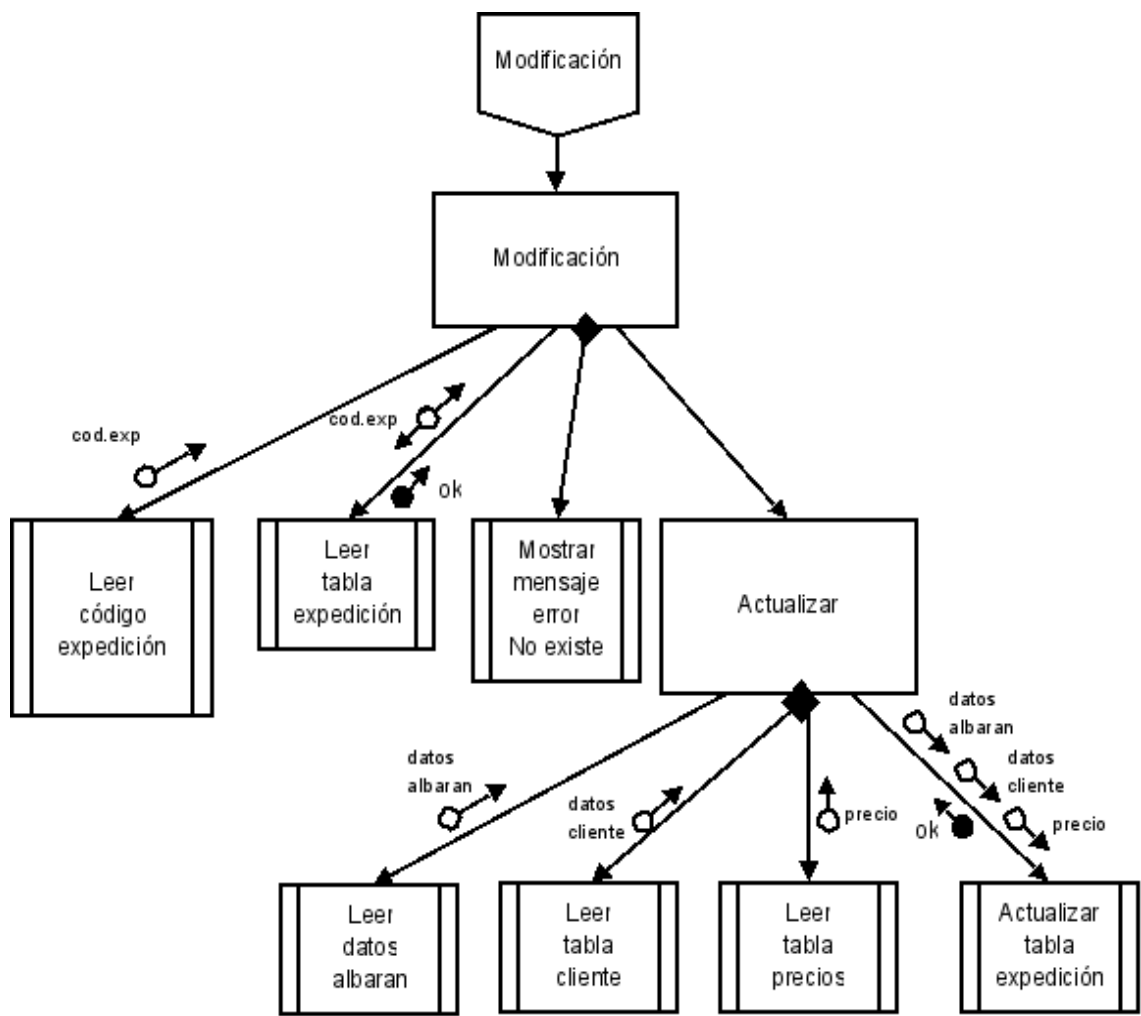 Modificación
Modificación
cod.exp
cod.exp
ok
Leer
código
expedición
Leer
tabla
expedición
Mostrar
mensaje
error
No existe
Actualizar
datos
albaran
datos
cliente
precio
datos
albaran
datos
cliente
precio
ok
Leer
datos
albaran
Leer
tabla
cliente
Leer
tabla
precios
Actualizar
tabla
expedición